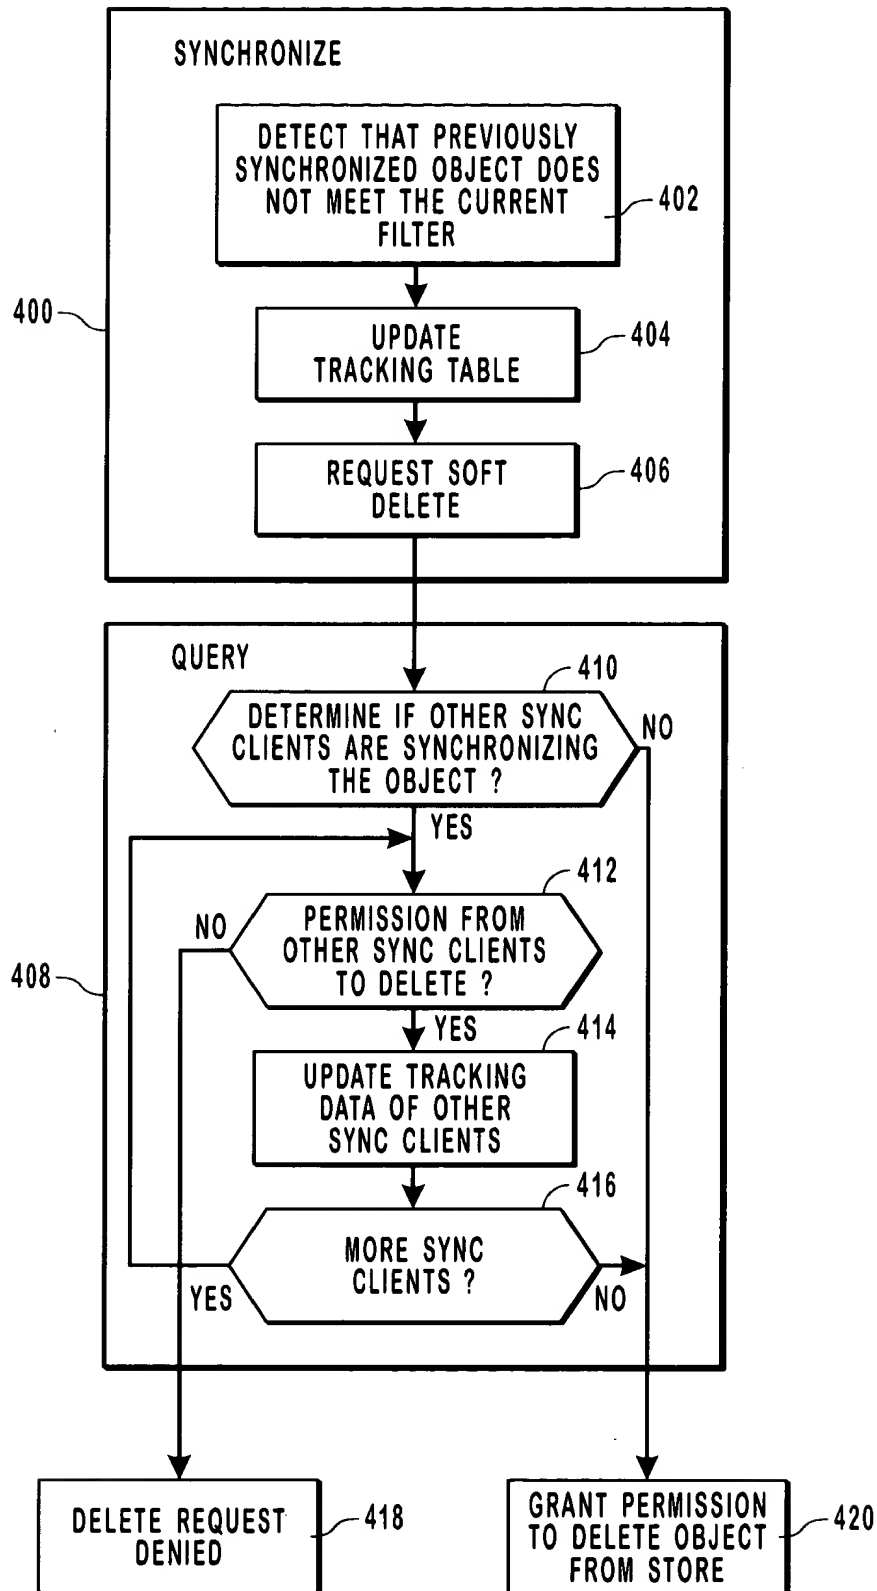 SYNCHRONIZE
DETECT THAT PREVIOUSLY
SYNCHRONIZED OBJECT DOES
NOT MEET THE CURRENT
FILTER
402
400
UPDATE
TRACKING TABLE
404
REQUEST SOFT
DELETE
406
QUERY
410
DETERMINE IF OTHER SYNC
CLIENTS ARE SYNCHRONIZING
THE OBJECT ?
NO
YES
412
NO
PERMISSION FROM
OTHER SYNC CLIENTS
TO DELETE ?
408
YES
414
UPDATE TRACKING
DATA OF OTHER
SYNC CLIENTS
416
MORE SYNC
CLIENTS ?
YES
NO
DELETE REQUEST
DENIED
418
GRANT PERMISSION
TO DELETE OBJECT
FROM STORE
420